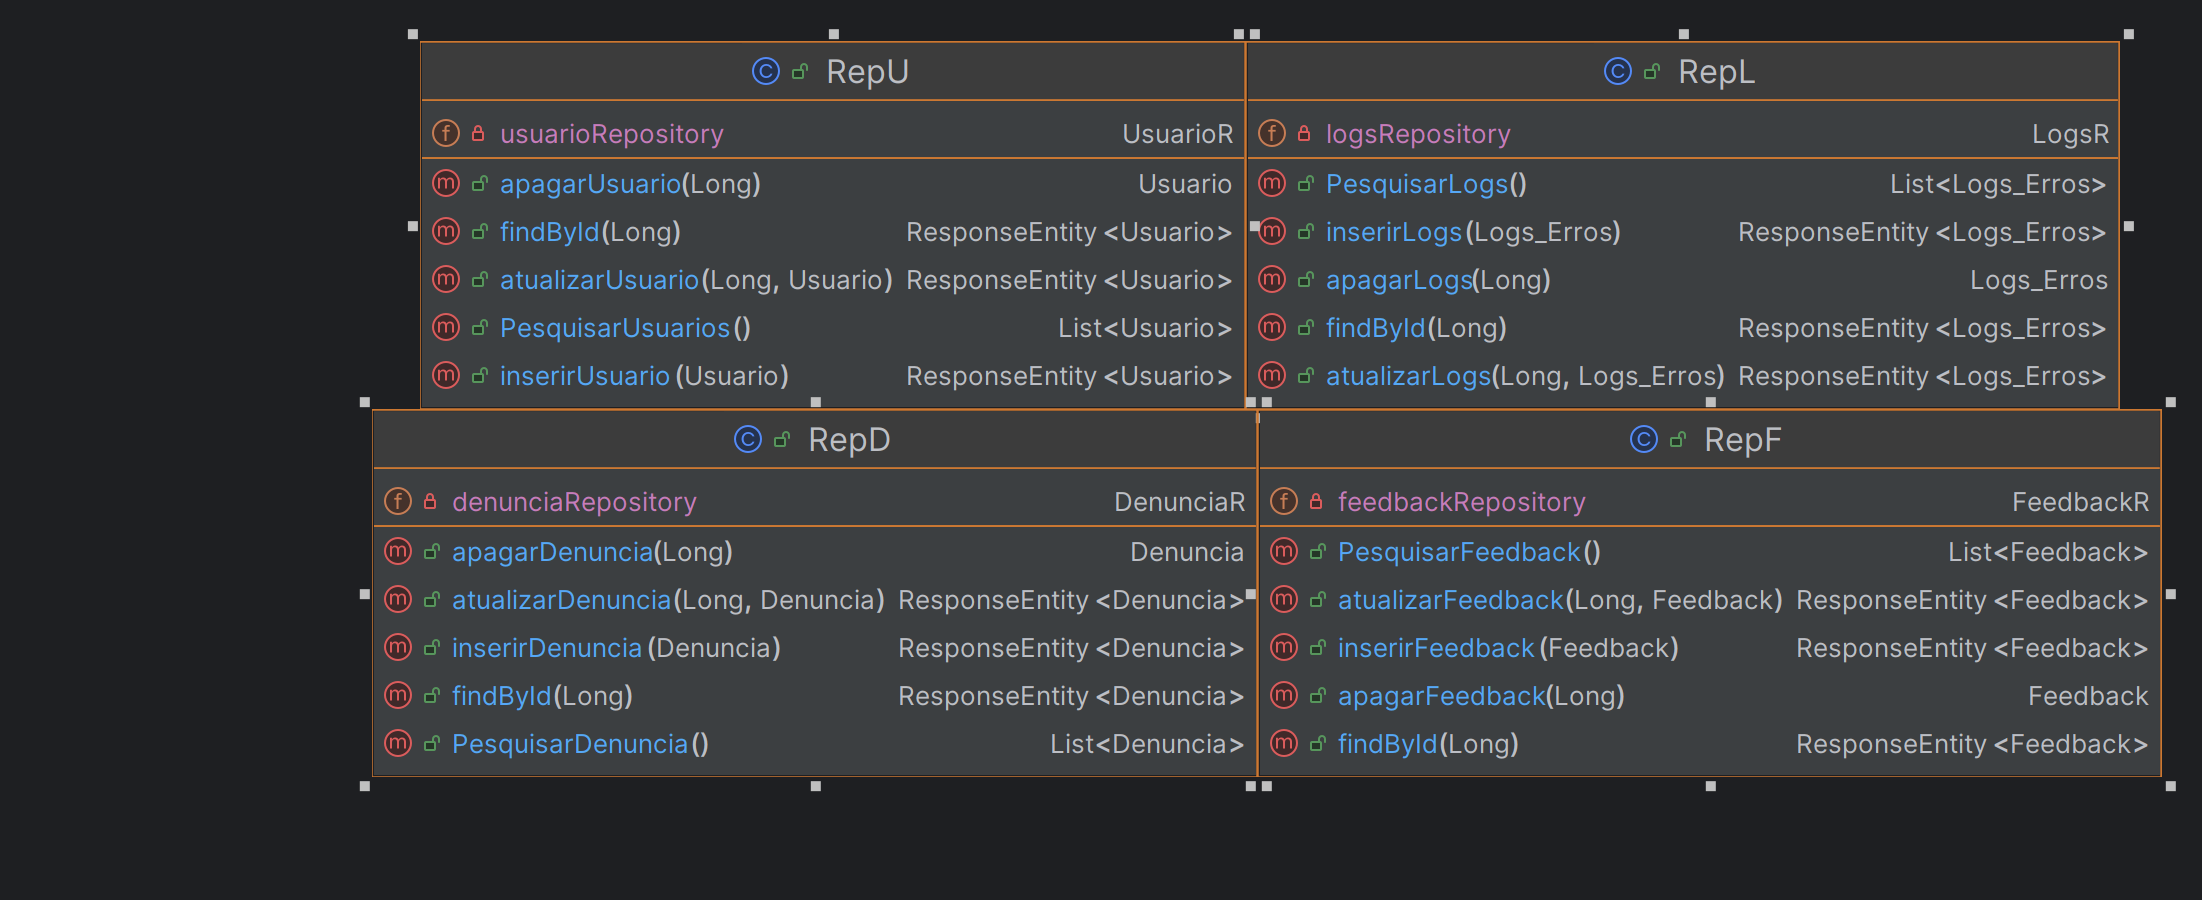 RepU
usuarioRepository UsuarioR
apagarUsuario(Long) Usuario
findById(Long) ResponseEntity<Usuario>
atualizarUsuario(Long, Usuario) ResponseEntity<Usuario>
PesquisarUsuarios() List<Usuario>
inserirUsuario(Usuario) ResponseEntity<Usuario>
RepL
logsRepository LogsR
PesquisarLogs() List<Logs_Erros>
inserirLogs(Logs_Erros) ResponseEntity<Logs_Erros>
apagarLogs(Long) Logs_Erros
findById(Long) ResponseEntity<Logs_Erros>
atualizarLogs(Long, Logs_Erros) ResponseEntity<Logs_Erros>
RepD
denunciaRepository DenunciaR
apagarDenuncia(Long) Denuncia
atualizarDenuncia(Long, Denuncia) ResponseEntity<Denuncia>
inserirDenuncia(Denuncia) ResponseEntity<Denuncia>
findById(Long) ResponseEntity<Denuncia>
PesquisarDenuncia() List<Denuncia>
RepF
feedbackRepository FeedbackR
PesquisarFeedback() List<Feedback>
atualizarFeedback(Long, Feedback) ResponseEntity<Feedback>
inserirFeedback(Feedback) ResponseEntity<Feedback>
apagarFeedback(Long) Feedback
findById(Long) ResponseEntity<Feedback>